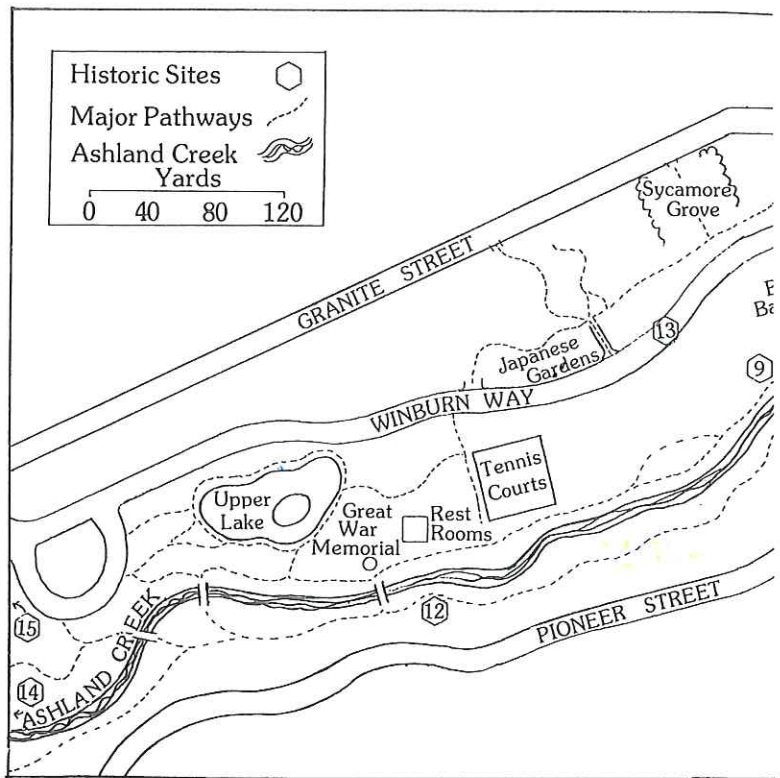 Historic Sites
Major Pathways
Ashland Creek
Yards
0 40 80 120
Sycamore
Grove
GRANITE STREET
13
Japanese
Gardens
9
WINBURN WAY
Tennis
Courts
Upper
Lake
Great
War
Memorial
Rest
Rooms
12
PIONEER STREET
15
14
ASHLAND CREEK